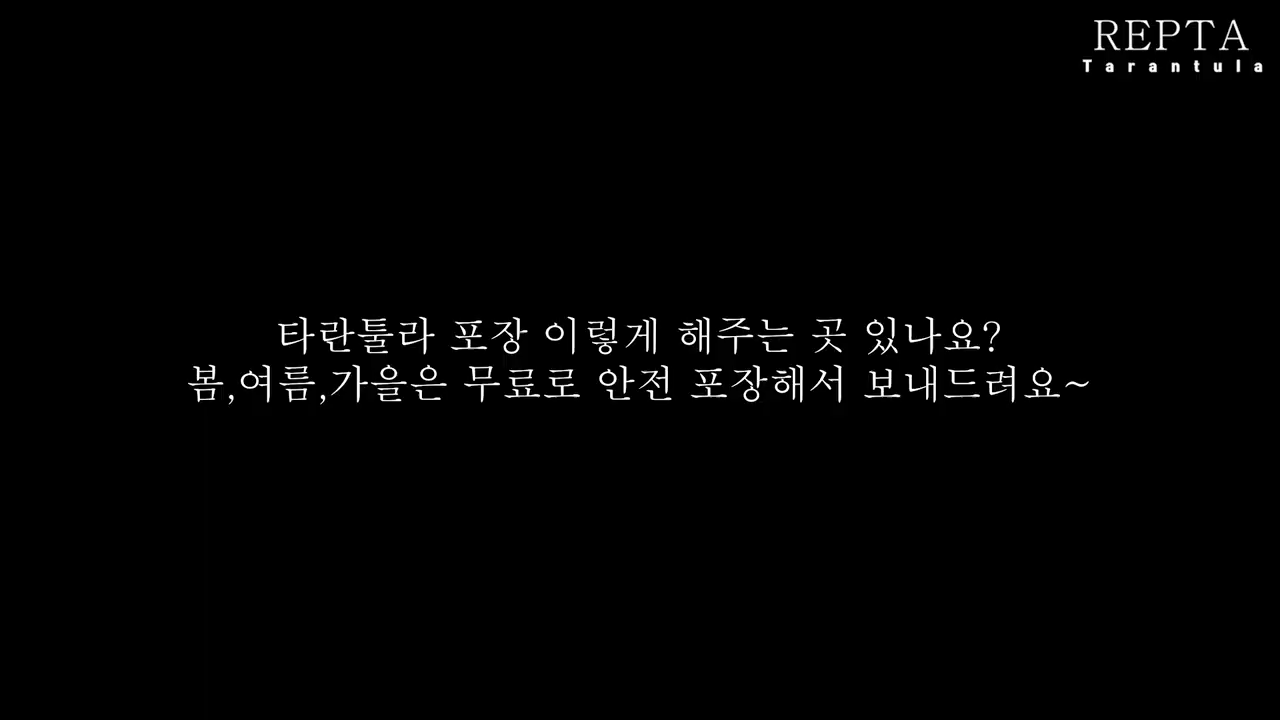 REPTA
Tarantula
타란툴라 포장 이렇게 해주는 곳 있나요?
봄,여름,가을은 무료로 안전 포장해서 보내드려요~